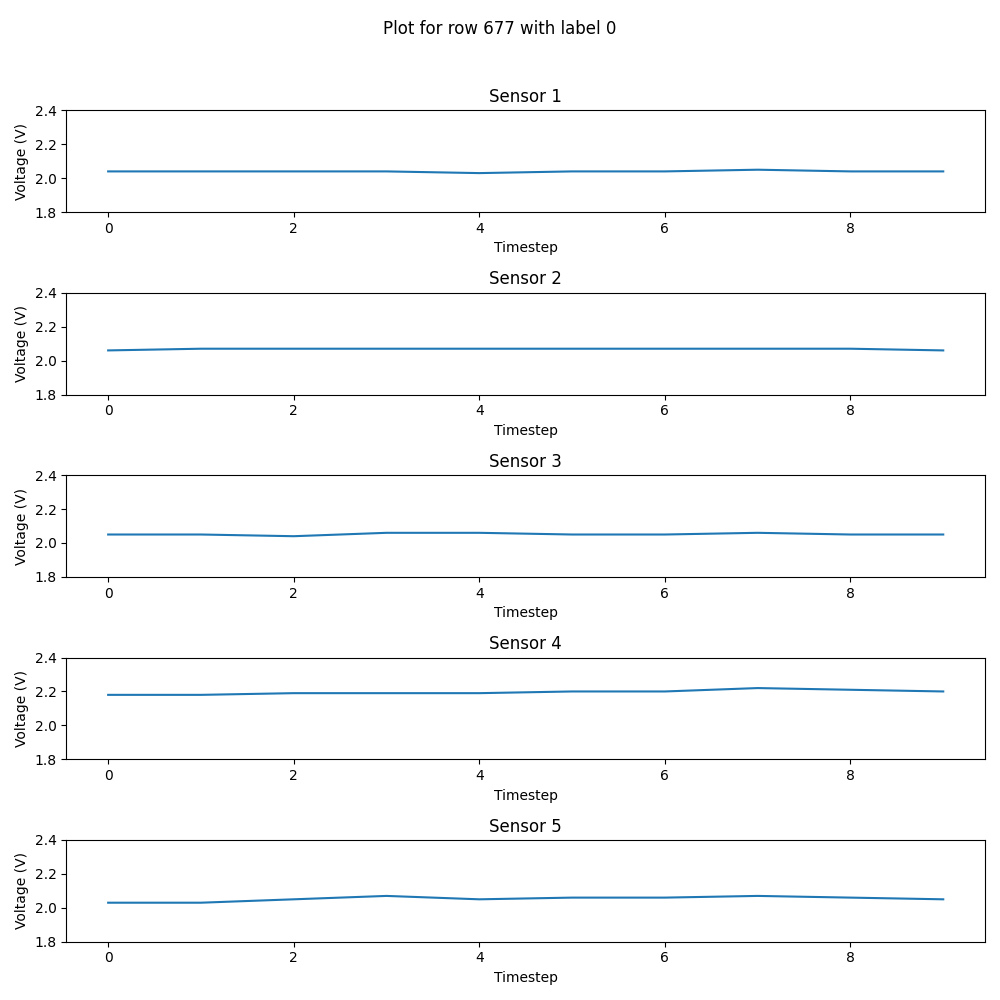 Plot for row 677 with label 0
Sensor 1
2.4
2.2
2.0
1.8
Voltage (V)
0 2 4 6 8
Timestep
Sensor 2
2.4
2.2
2.0
1.8
Voltage (V)
0 2 4 6 8
Timestep
Sensor 3
2.4
2.2
2.0
1.8
Voltage (V)
0 2 4 6 8
Timestep
Sensor 4
2.4
2.2
2.0
1.8
Voltage (V)
0 2 4 6 8
Timestep
Sensor 5
2.4
2.2
2.0
1.8
Voltage (V)
0 2 4 6 8
Timestep